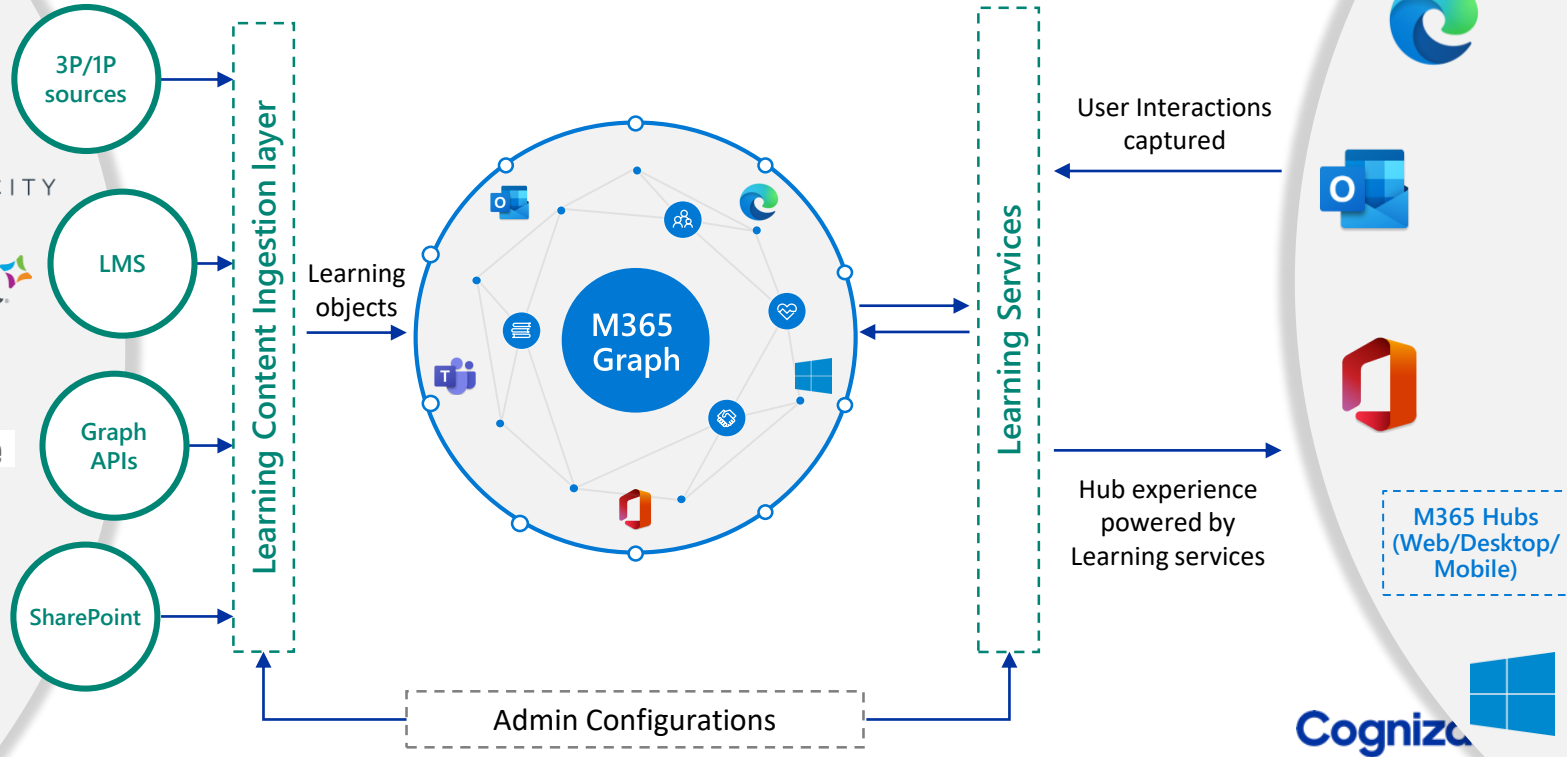 3P/1P
sources
CITY
LMS
Graph
APIs
e
SharePoint
Learning Content Ingestion layer
Learning
objects
M365
Graph
Learning Services
User Interactions
captured
Hub experience
powered by
Learning services
M365 Hubs
(Web/Desktop/
Mobile)
Admin Configurations
O
O
T